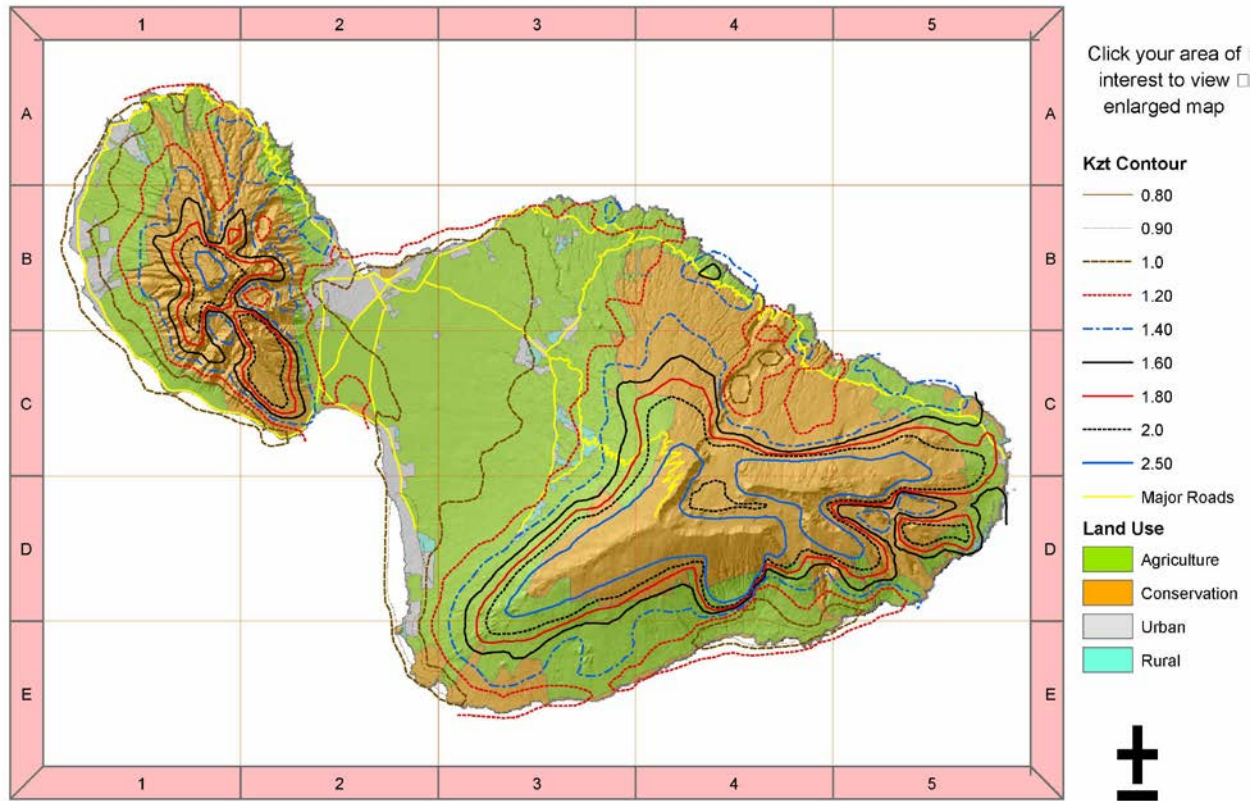 1 2 3 4 5
A A
B B
C C
D D
E E
1 2 3 4 5
Click your area of
interest to view □
enlarged map
Kzt Contour
0.80
0.90
1.0
1.20
1.40
1.60
1.80
2.0
2.50
Major Roads
Land Use
Agriculture
Conservation
Urban
Rural